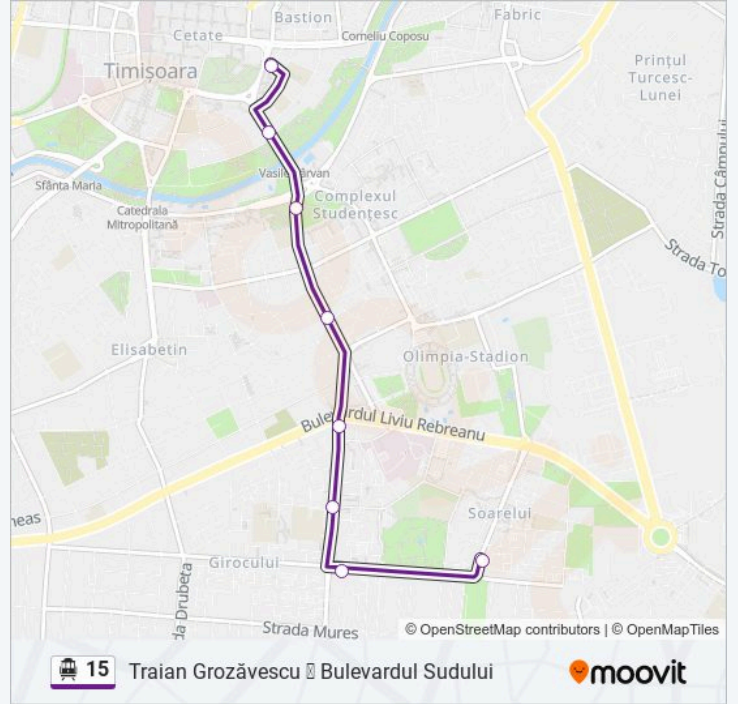 Bastion
Fabric
Cetate
Corneliu Coposu
Timișoara
Prințul
Turcesc-
Lunei
Strada Câmpului
Sfânta Maria
Vasile Pârvan
Complexul
Studențesc
Catedrala
Mitropolitană
Strada To
Elisabetin
Olimpia-Stadion
Bulevardul Liviu Rebreanu
Soarelui
neas
Girocului
da Drubeta
Strada Mures
© OpenStreetMap contributors | © OpenMapTiles
15 Traian Grozăvescu Bulevardul Sudului
moovit